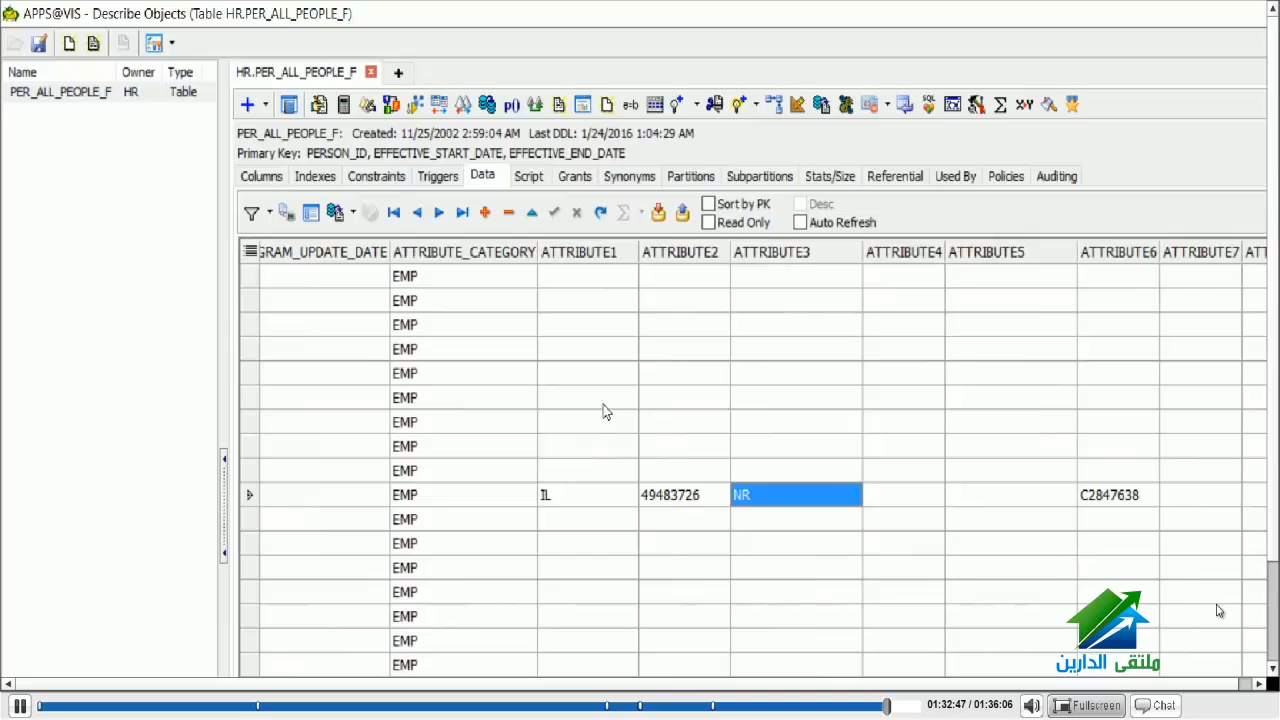 APPS@VIS - Describe Objects (Table HR.PER_ALL_PEOPLE_F)
Name Owner Type
PER_ALL_PEOPLE_F HR Table
HR.PER_ALL_PEOPLE_F
PER_ALL_PEOPLE_F: Created: 11/25/2002 2:59:04 AM Last DDL: 1/24/2016 1:04:29 AM
Primary Key: PERSON_ID, EFFECTIVE_START_DATE, EFFECTIVE_END_DATE
Columns Indexes Constraints Triggers Data Script Grants Synonyms Partitions Subpartitions Stats/Size Referential Used By Policies Auditing
Sort by PK Desc
Read Only Auto Refresh
GRAM_UPDATE_DATE ATTRIBUTE_CATEGORY ATTRIBUTE1 ATTRIBUTE2 ATTRIBUTE3 ATTRIBUTE4 ATTRIBUTE5 ATTRIBUTE6 ATTRIBUTE7 ATT
EMP
EMP
EMP
EMP
EMP
EMP
EMP
EMP
EMP
EMP IL 49483726 NR C2847638
EMP
EMP
EMP
EMP
EMP
EMP
EMP
ملتقى الدارين
01:32:47 / 01:36:06 Fullscreen Chat